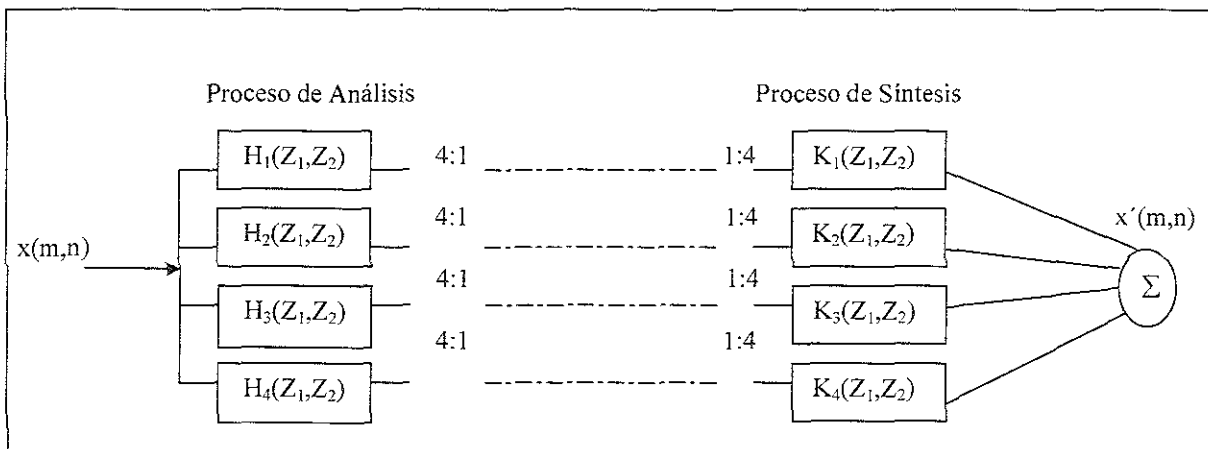 Proceso de Análisis Proceso de Síntesis
H₁(Z₁,Z₂) 4:1 1:4 K₁(Z₁,Z₂)
H₂(Z₁,Z₂) 4:1 1:4 K₂(Z₁,Z₂)
x(m,n) x´(m,n)
H₃(Z₁,Z₂) 4:1 1:4 K₃(Z₁,Z₂) Σ
H₄(Z₁,Z₂) 4:1 1:4 K₄(Z₁,Z₂)